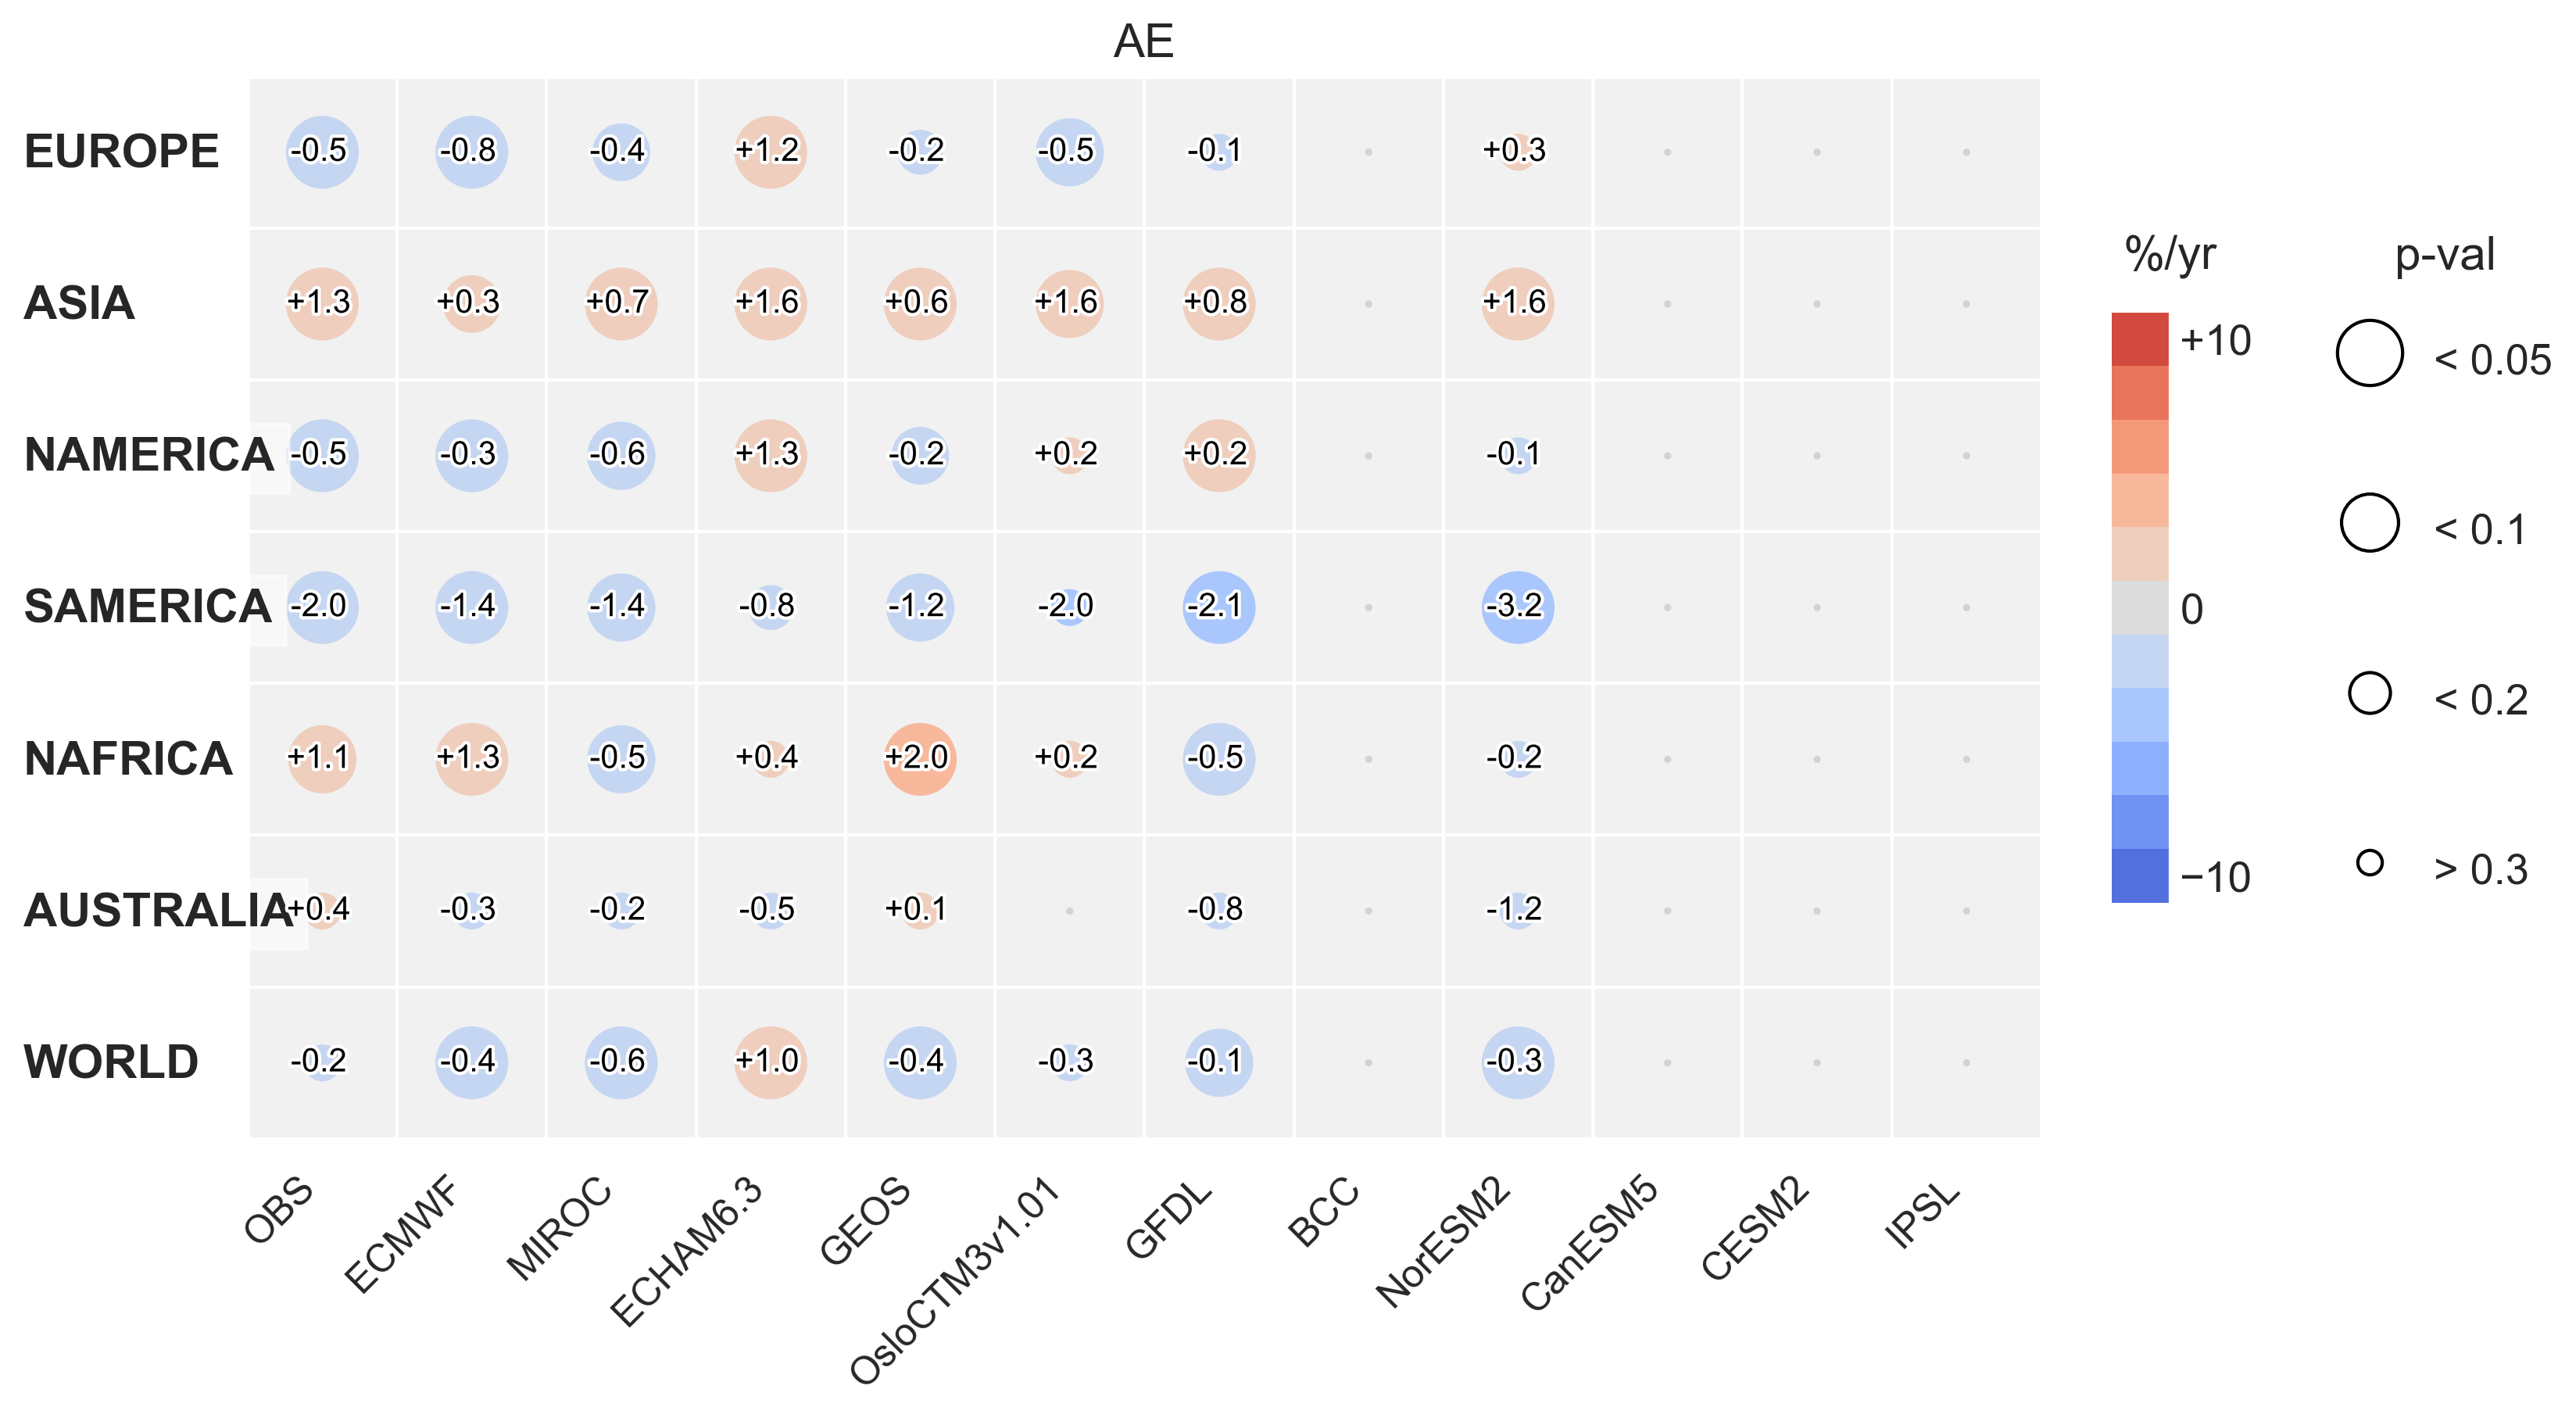 AE
EUROPE -0.5 -0.8 -0.4 +1.2 -0.2 -0.5 -0.1 +0.3
ASIA +1.3 +0.3 +0.7 +1.6 +0.6 +1.6 +0.8 +1.6
NAMERICA -0.5 -0.3 -0.6 +1.3 -0.2 +0.2 +0.2 -0.1
SAMERICA -2.0 -1.4 -1.4 -0.8 -1.2 -2.0 -2.1 -3.2
NAFRICA +1.1 +1.3 -0.5 +0.4 +2.0 +0.2 -0.5 -0.2
AUSTRALIA +0.4 -0.3 -0.2 -0.5 +0.1 -0.8 -1.2
WORLD -0.2 -0.4 -0.6 +1.0 -0.4 -0.3 -0.1 -0.3
OBS ECMWF MIROC ECHAM6.3 GEOS OsloCTM3v1.01 GFDL BCC NorESM2 CanESM5 CESM2 IPSL
%/yr
+10
0
−10
p-val
< 0.05
< 0.1
< 0.2
> 0.3